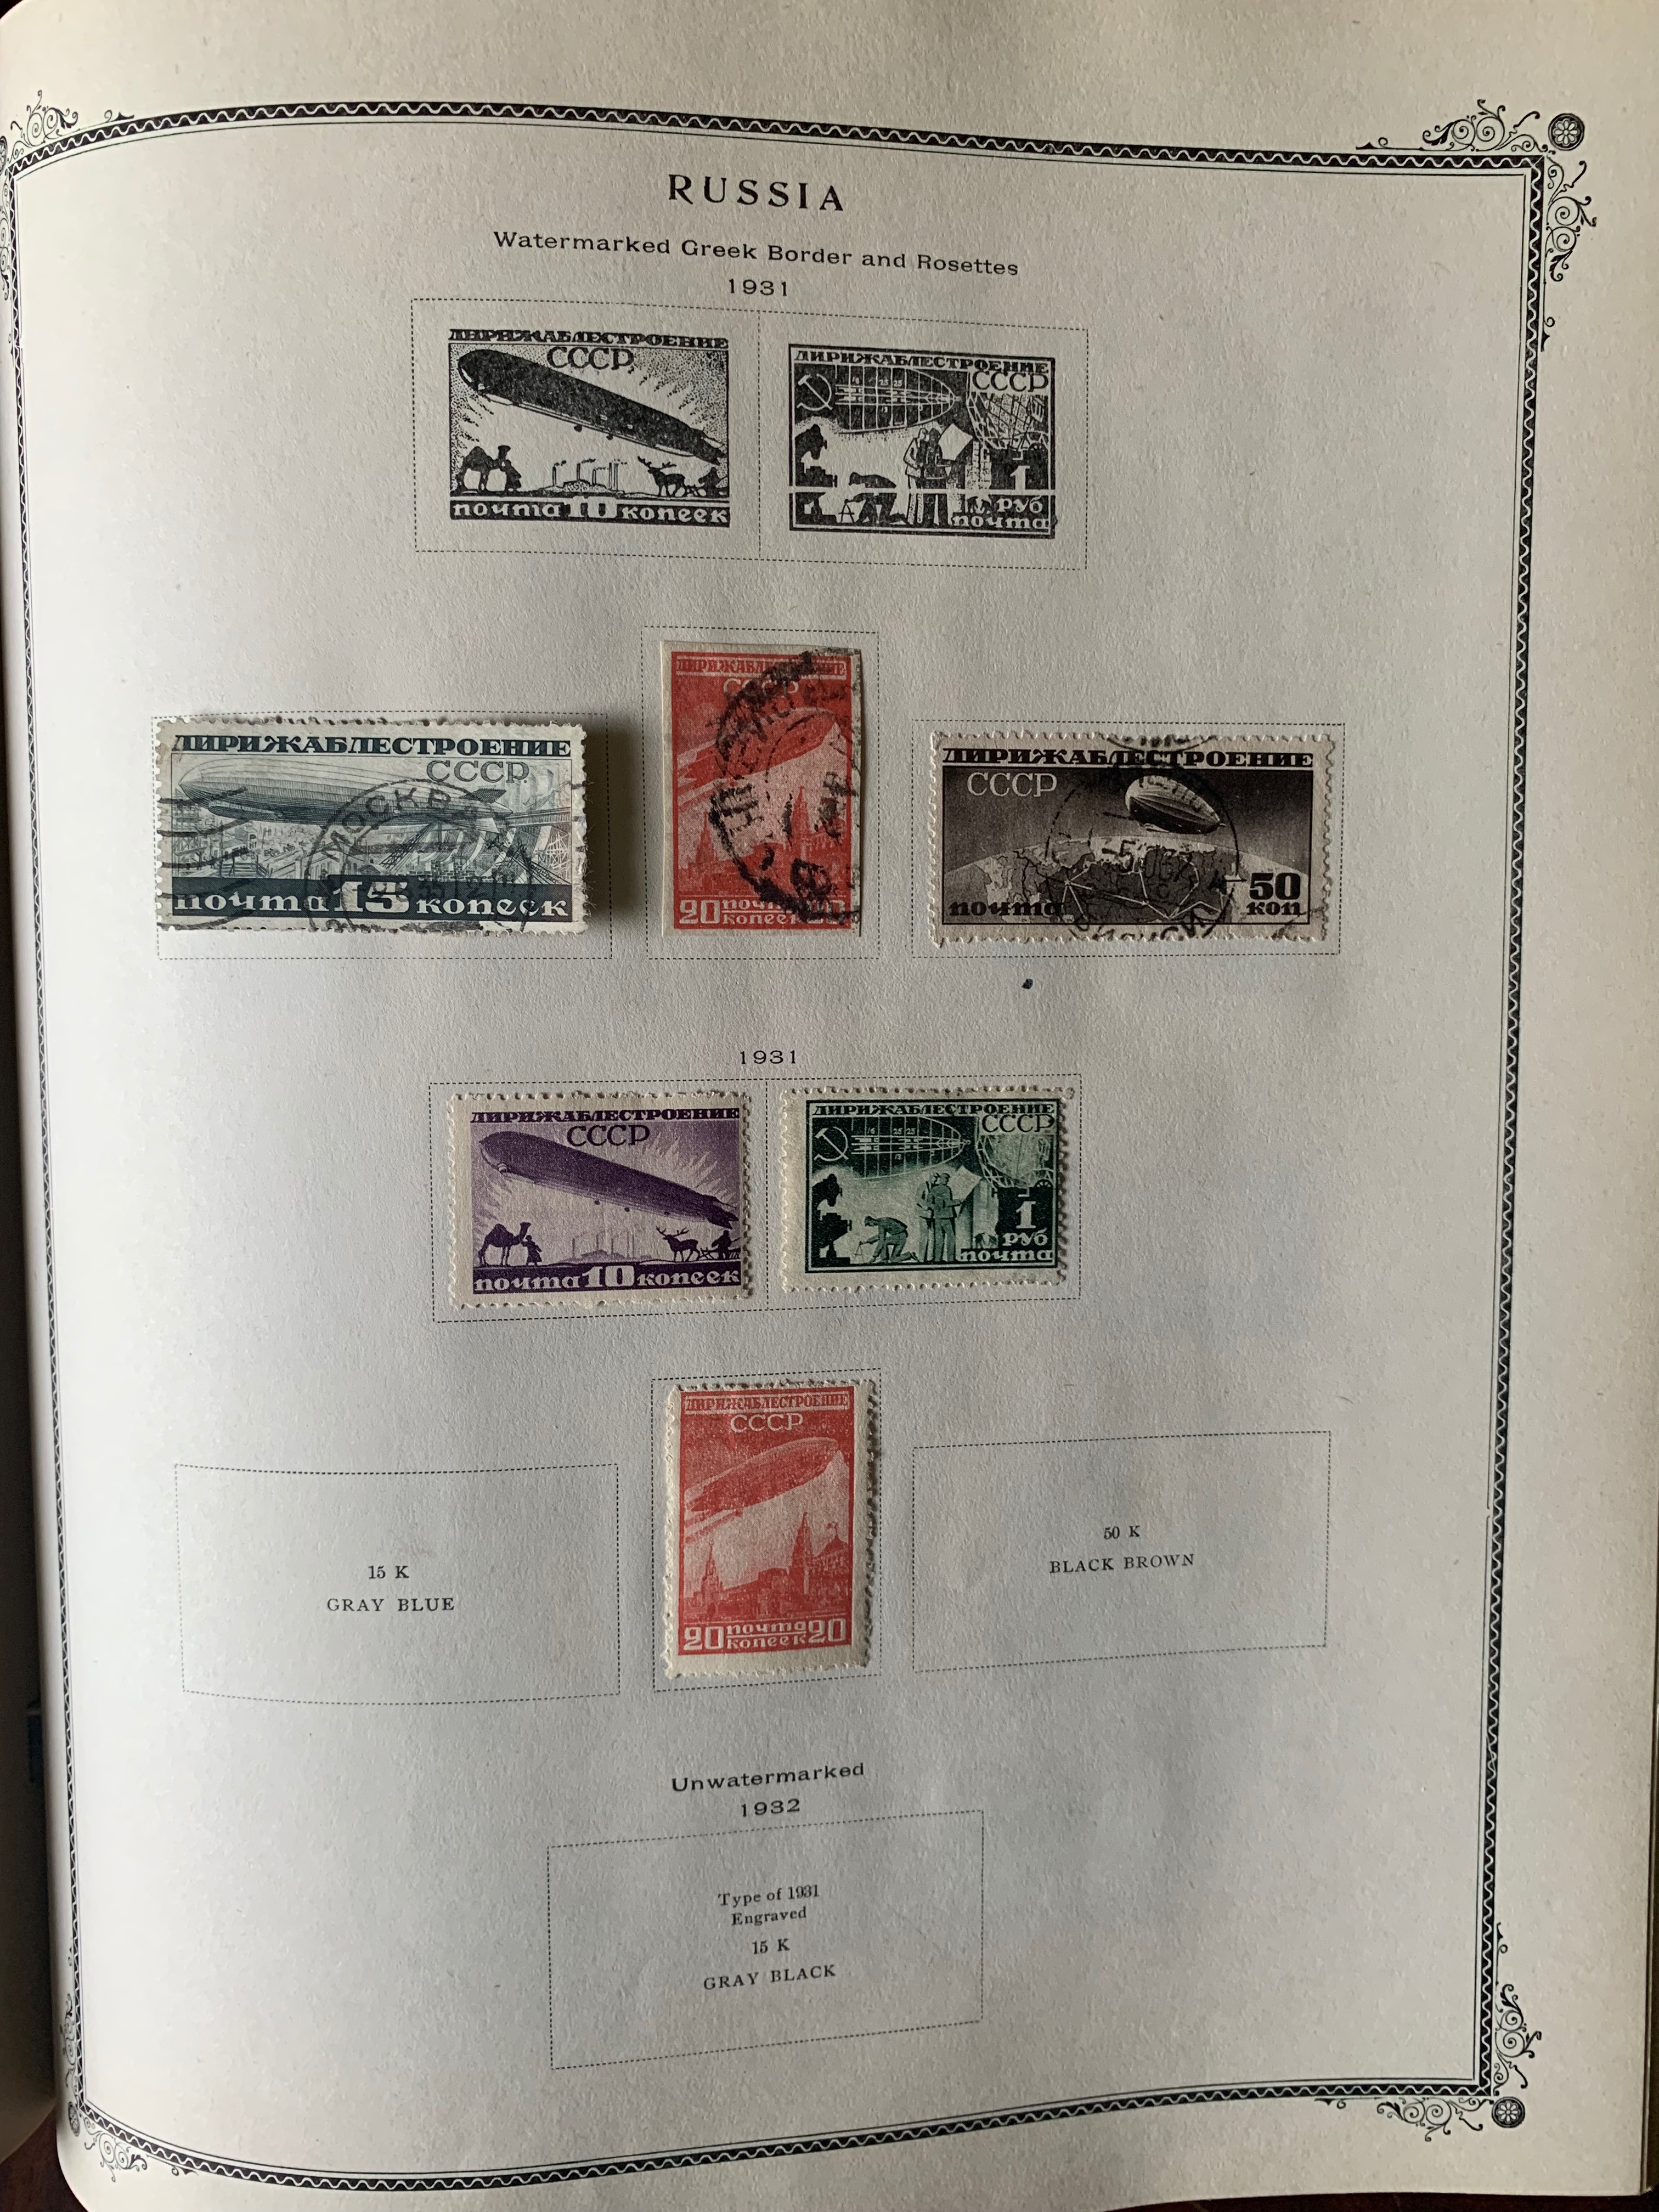 RUSSIA
Watermarked Greek Border and Rosettes
1931
ДИРИЖАБЛЕСТРОЕНИЕ
СССР
почта 10 копеек
ДИРИЖАБЛЕСТРОЕНИЕ
СССР
1
РУб
почта
ДИРИЖАБЛЕСТРОЕНИЕ
СССР
МОСКВА
почта 15 копеек
СССР
20 почта
копеек
ДИРИЖАБЛЕСТРОЕНИЕ
СССР
почта
50
коп
1931
ДИРИЖАБЛЕСТРОЕНИЕ
СССР
почта 10 копеек
ДИРИЖАБЛЕСТРОЕНИЕ
СССР
1
РУб
почта
ДИРИЖАБЛЕСТРОЕНИЕ
СССР
20 почта 20
копеек
15 K
GRAY BLUE
50 K
BLACK BROWN
Unwatermarked
1932
Type of 1931
Engraved
15 K
GRAY BLACK